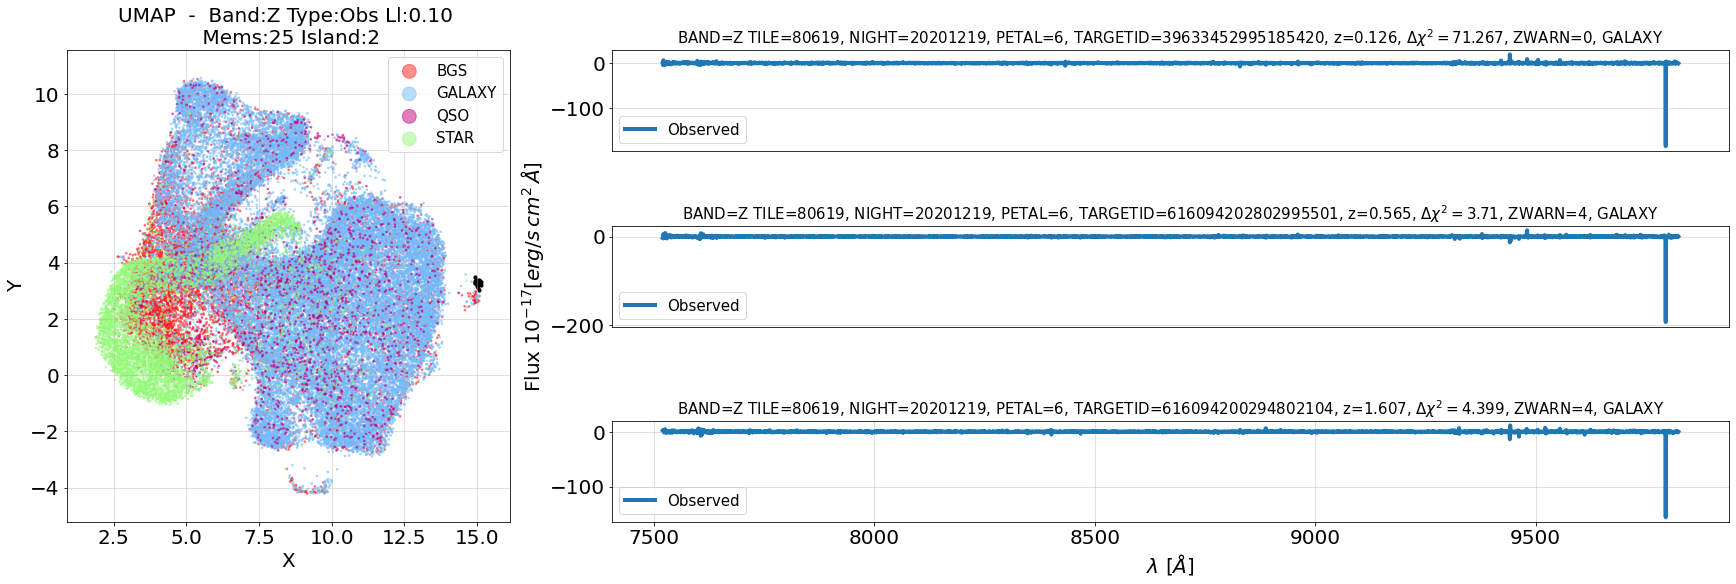 UMAP - Band:Z Type:Obs Ll:0.10
Mems:25 Island:2
BGS
GALAXY
QSO
STAR
10
8
6
4
2
0
−2
−4
Y
2.5 5.0 7.5 10.0 12.5 15.0
X
Flux 10⁻¹⁷[erg/s cm² Å]
BAND=Z TILE=80619, NIGHT=20201219, PETAL=6, TARGETID=39633452995185420, z=0.126, Δχ² = 71.267, ZWARN=0, GALAXY
0
−100
Observed
BAND=Z TILE=80619, NIGHT=20201219, PETAL=6, TARGETID=616094202802995501, z=0.565, Δχ² = 3.71, ZWARN=4, GALAXY
0
−200
Observed
BAND=Z TILE=80619, NIGHT=20201219, PETAL=6, TARGETID=616094200294802104, z=1.607, Δχ² = 4.399, ZWARN=4, GALAXY
0
−100
Observed
7500 8000 8500 9000 9500
λ [Å]